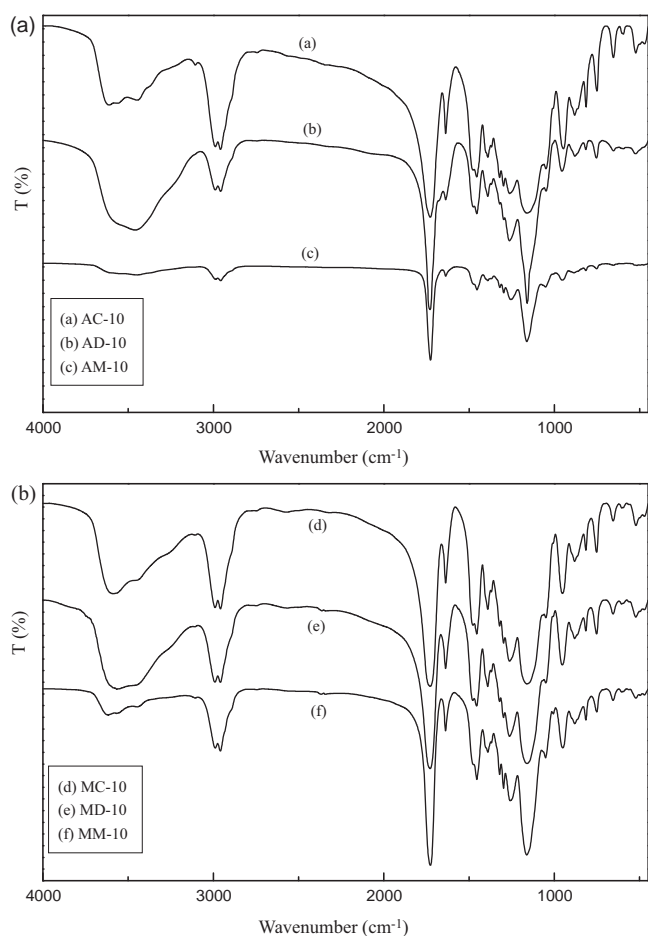 (a)
(a)
(b)
(c)
T (%)
(a) AC-10
(b) AD-10
(c) AM-10
4000 3000 2000 1000
Wavenumber (cm-1)
(b)
(d)
(e)
(f)
T (%)
(d) MC-10
(e) MD-10
(f) MM-10
4000 3000 2000 1000
Wavenumber (cm-1)